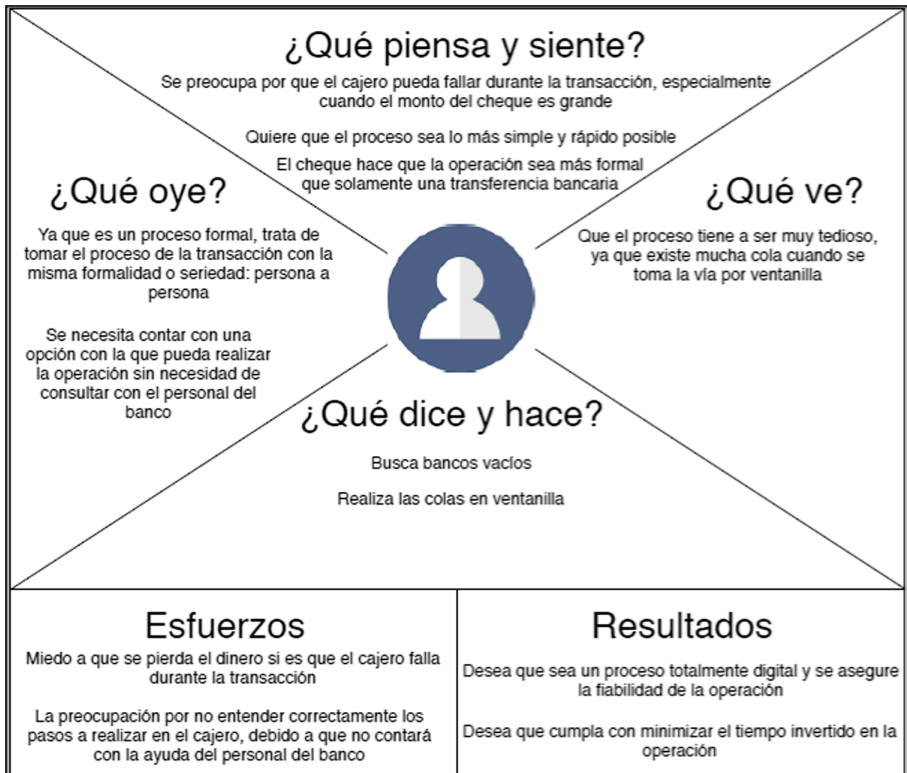 ¿Qué piensa y siente?
Se preocupa por que el cajero pueda fallar durante la transacción, especialmente
cuando el monto del cheque es grande
Quiere que el proceso sea lo más simple y rápido posible
El cheque hace que la operación sea más formal
que solamente una transferencia bancaria
¿Qué oye?
Ya que es un proceso formal, trata de
tomar el proceso de la transacción con la
misma formalidad o seriedad: persona a
persona
Se necesita contar con una
opción con la que pueda realizar
la operación sin necesidad de
consultar con el personal del
banco
¿Qué ve?
Que el proceso tiene a ser muy tedioso,
ya que existe mucha cola cuando se
toma la vía por ventanilla
¿Qué dice y hace?
Busca bancos vacíos
Realiza las colas en ventanilla
Esfuerzos
Miedo a que se pierda el dinero si es que el cajero falla
durante la transacción
La preocupación por no entender correctamente los
pasos a realizar en el cajero, debido a que no contará
con la ayuda del personal del banco
Resultados
Desea que sea un proceso totalmente digital y se asegure
la fiabilidad de la operación
Desea que cumpla con minimizar el tiempo invertido en la
operación